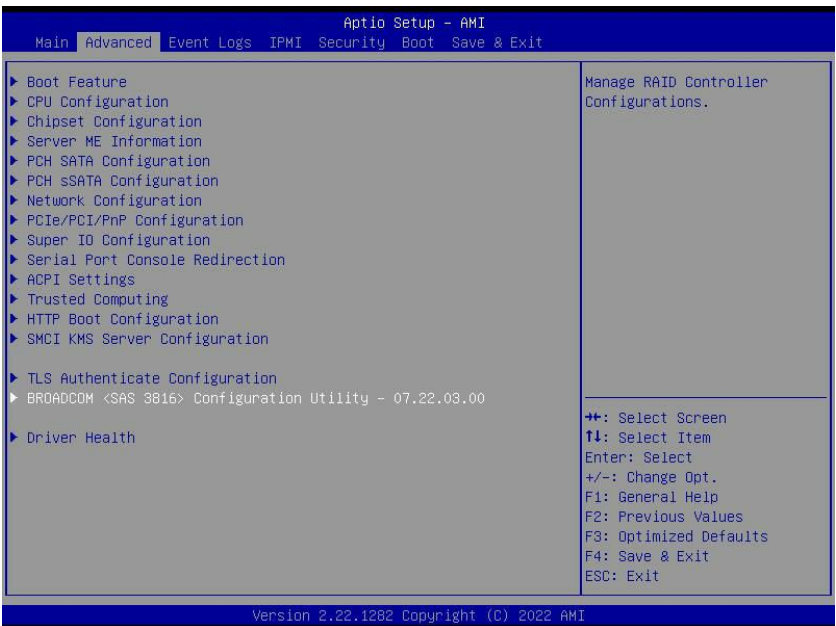 Aptio Setup – AMI
Main Advanced Event Logs IPMI Security Boot Save & Exit
▶ Boot Feature
▶ CPU Configuration
▶ Chipset Configuration
▶ Server ME Information
▶ PCH SATA Configuration
▶ PCH sSATA Configuration
▶ Network Configuration
▶ PCIe/PCI/PnP Configuration
▶ Super IO Configuration
▶ Serial Port Console Redirection
▶ ACPI Settings
▶ Trusted Computing
▶ HTTP Boot Configuration
▶ SMCI KMS Server Configuration
▶ TLS Authenticate Configuration
▶ BROADCOM <SAS 3816> Configuration Utility – 07.22.03.00
▶ Driver Health
Manage RAID Controller
Configurations.
→←: Select Screen
↑↓: Select Item
Enter: Select
+/-: Change Opt.
F1: General Help
F2: Previous Values
F3: Optimized Defaults
F4: Save & Exit
ESC: Exit
Version 2.22.1282 Copyright (C) 2022 AMI